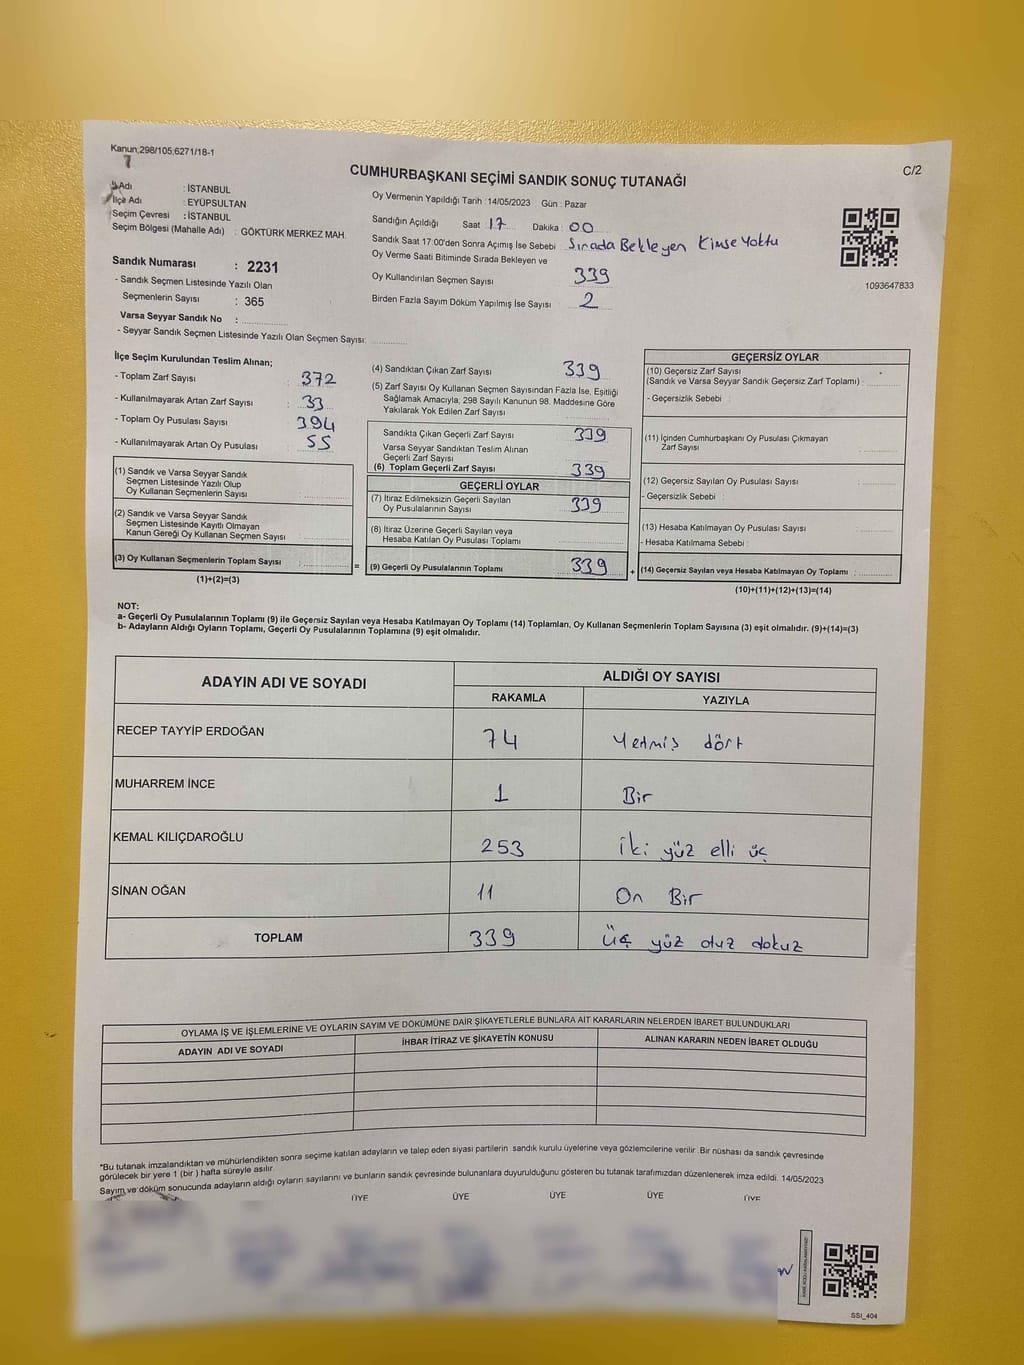 Kanun;298/105,6271/18-1
7
C/2
CUMHURBAŞKANI SEÇİMİ SANDIK SONUÇ TUTANAĞI
İli Adı : İSTANBUL
İlçe Adı : EYÜPSULTAN
Seçim Çevresi : İSTANBUL
Seçim Bölgesi (Mahalle Adı) : GÖKTÜRK MERKEZ MAH.
Sandık Numarası : 2231
- Sandık Seçmen Listesinde Yazılı Olan
Seçmenlerin Sayısı : 365
Varsa Seyyar Sandık No :
- Seyyar Sandık Seçmen Listesinde Yazılı Olan Seçmen Sayısı:
Oy Vermenin Yapıldığı Tarih :14/05/2023 Gün : Pazar
Sandığın Açıldığı Saat : 17 Dakika : 00
Sandık Saat 17:00'den Sonra Açımış İse Sebebi : Sırada Bekleyen Kimse Yoktu
Oy Verme Saati Bitiminde Sırada Bekleyen ve
Oy Kullandırılan Seçmen Sayısı 339
Birden Fazla Sayım Döküm Yapılmış İse Sayısı 2
1093647833
İlçe Seçim Kurulundan Teslim Alınan;
- Toplam Zarf Sayısı : 372
- Kullanılmayarak Artan Zarf Sayısı : 33
- Toplam Oy Pusulası Sayısı : 394
- Kullanılmayarak Artan Oy Pusulası : 55
(1) Sandık ve Varsa Seyyar Sandık
Seçmen Listesinde Yazılı Olup
Oy Kullanan Seçmenlerin Sayısı
(2) Sandık ve Varsa Seyyar Sandık
Seçmen Listesinde Kayıtlı Olmayan
Kanun Gereği Oy Kullanan Seçmen Sayısı
(3) Oy Kullanan Seçmenlerin Toplam Sayısı :
(1)+(2)=(3)
=
(4) Sandıktan Çıkan Zarf Sayısı 339
(5) Zarf Sayısı Oy Kullanan Seçmen Sayısından Fazla İse, Eşitliği
Sağlamak Amacıyla, 298 Sayılı Kanunun 98. Maddesine Göre
Yakılarak Yok Edilen Zarf Sayısı
Sandıkta Çıkan Geçerli Zarf Sayısı 339
Varsa Seyyar Sandıktan Teslim Alınan
Geçerli Zarf Sayısı
(6) Toplam Geçerli Zarf Sayısı 339
GEÇERLİ OYLAR
(7) İtiraz Edilmeksizin Geçerli Sayılan
Oy Pusulalarının Sayısı 339
(8) İtiraz Üzerine Geçerli Sayılan veya
Hesaba Katılan Oy Pusulası Toplamı
(9) Geçerli Oy Pusulalarının Toplamı 339
+
GEÇERSİZ OYLAR
(10) Geçersiz Zarf Sayısı
(Sandık ve Varsa Seyyar Sandık Geçersiz Zarf Toplamı) :
- Geçersizlik Sebebi :
(11) İçinden Cumhurbaşkanı Oy Pusulası Çıkmayan
Zarf Sayısı
(12) Geçersiz Sayılan Oy Pusulası Sayısı :
- Geçersizlik Sebebi :
(13) Hesaba Katılmayan Oy Pusulası Sayısı
- Hesaba Katılmama Sebebi :
(14) Geçersiz Sayılan veya Hesaba Katılmayan Oy Toplamı :
(10)+(11)+(12)+(13)=(14)
NOT:
a- Geçerli Oy Pusulalarının Toplamı (9) ile Geçersiz Sayılan veya Hesaba Katılmayan Oy Toplamı (14) Toplamları, Oy Kullanan Seçmenlerin Toplam Sayısına (3) eşit olmalıdır. (9)+(14)=(3)
b- Adayların Aldığı Oyların Toplamı, Geçerli Oy Pusulalarının Toplamına (9) eşit olmalıdır.
ADAYIN ADI VE SOYADI ALDIĞI OY SAYISI
RAKAMLA YAZIYLA
RECEP TAYYİP ERDOĞAN 74 Yetmiş dört
MUHARREM İNCE 1 Bir
KEMAL KILIÇDAROĞLU 253 İki yüz elli üç
SİNAN OĞAN 11 On Bir
TOPLAM 339 üç yüz otuz dokuz
OYLAMA İŞ VE İŞLEMLERİNE VE OYLARIN SAYIM VE DÖKÜMÜNE DAİR ŞİKAYETLERLE BUNLARA AİT KARARLARIN NELERDEN İBARET BULUNDUKLARI
ADAYIN ADI VE SOYADI İHBAR İTİRAZ VE ŞİKAYETİN KONUSU ALINAN KARARIN NEDEN İBARET OLDUĞU
*Bu tutanak imzalandıktan ve mühürlendikten sonra seçime katılan adayların ve talep eden siyasi partilerin sandık kurulu üyelerine veya gözlemcilerine verilir. Bir nüshası da sandık çevresinde
görülecek bir yere 1 (bir ) hafta süreyle asılır.
Sayım ve döküm sonucunda adayların aldığı oyların sayılarını ve bunların sandık çevresinde bulunanlara duyurulduğunu gösteren bu tutanak tarafımızdan düzenlenerek imza edildi. 14/05/2023
ÜYE ÜYE ÜYE ÜYE ÜYE
SSI_404